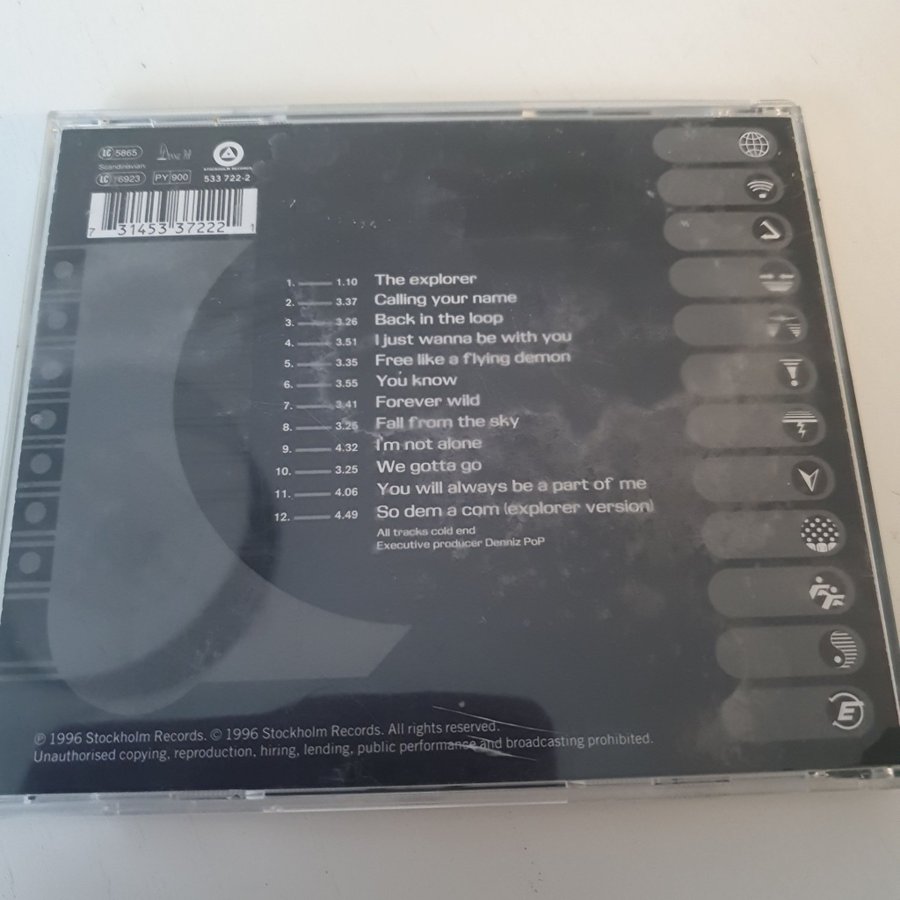 LC 5865
Scandinavian
LC 6923
PY 900
STOCKHOLM RECORDS
533 722-2
7 31453 37222 1
1. 1.10 The explorer
2. 3.37 Calling your name
3. 3.26 Back in the loop
4. 3.51 I just wanna be with you
5. 3.35 Free like a flying demon
6. 3.55 You know
7. 3.41 Forever wild
8. 3.26 Fall from the sky
9. 4.32 I'm not alone
10. 3.25 We gotta go
11. 4.06 You will always be a part of me
12. 4.49 So dem a com (explorer version)
All tracks cold end
Executive producer Denniz PoP
E
℗ 1996 Stockholm Records. © 1996 Stockholm Records. All rights reserved.
Unauthorised copying, reproduction, hiring, lending, public performance and broadcasting prohibited.